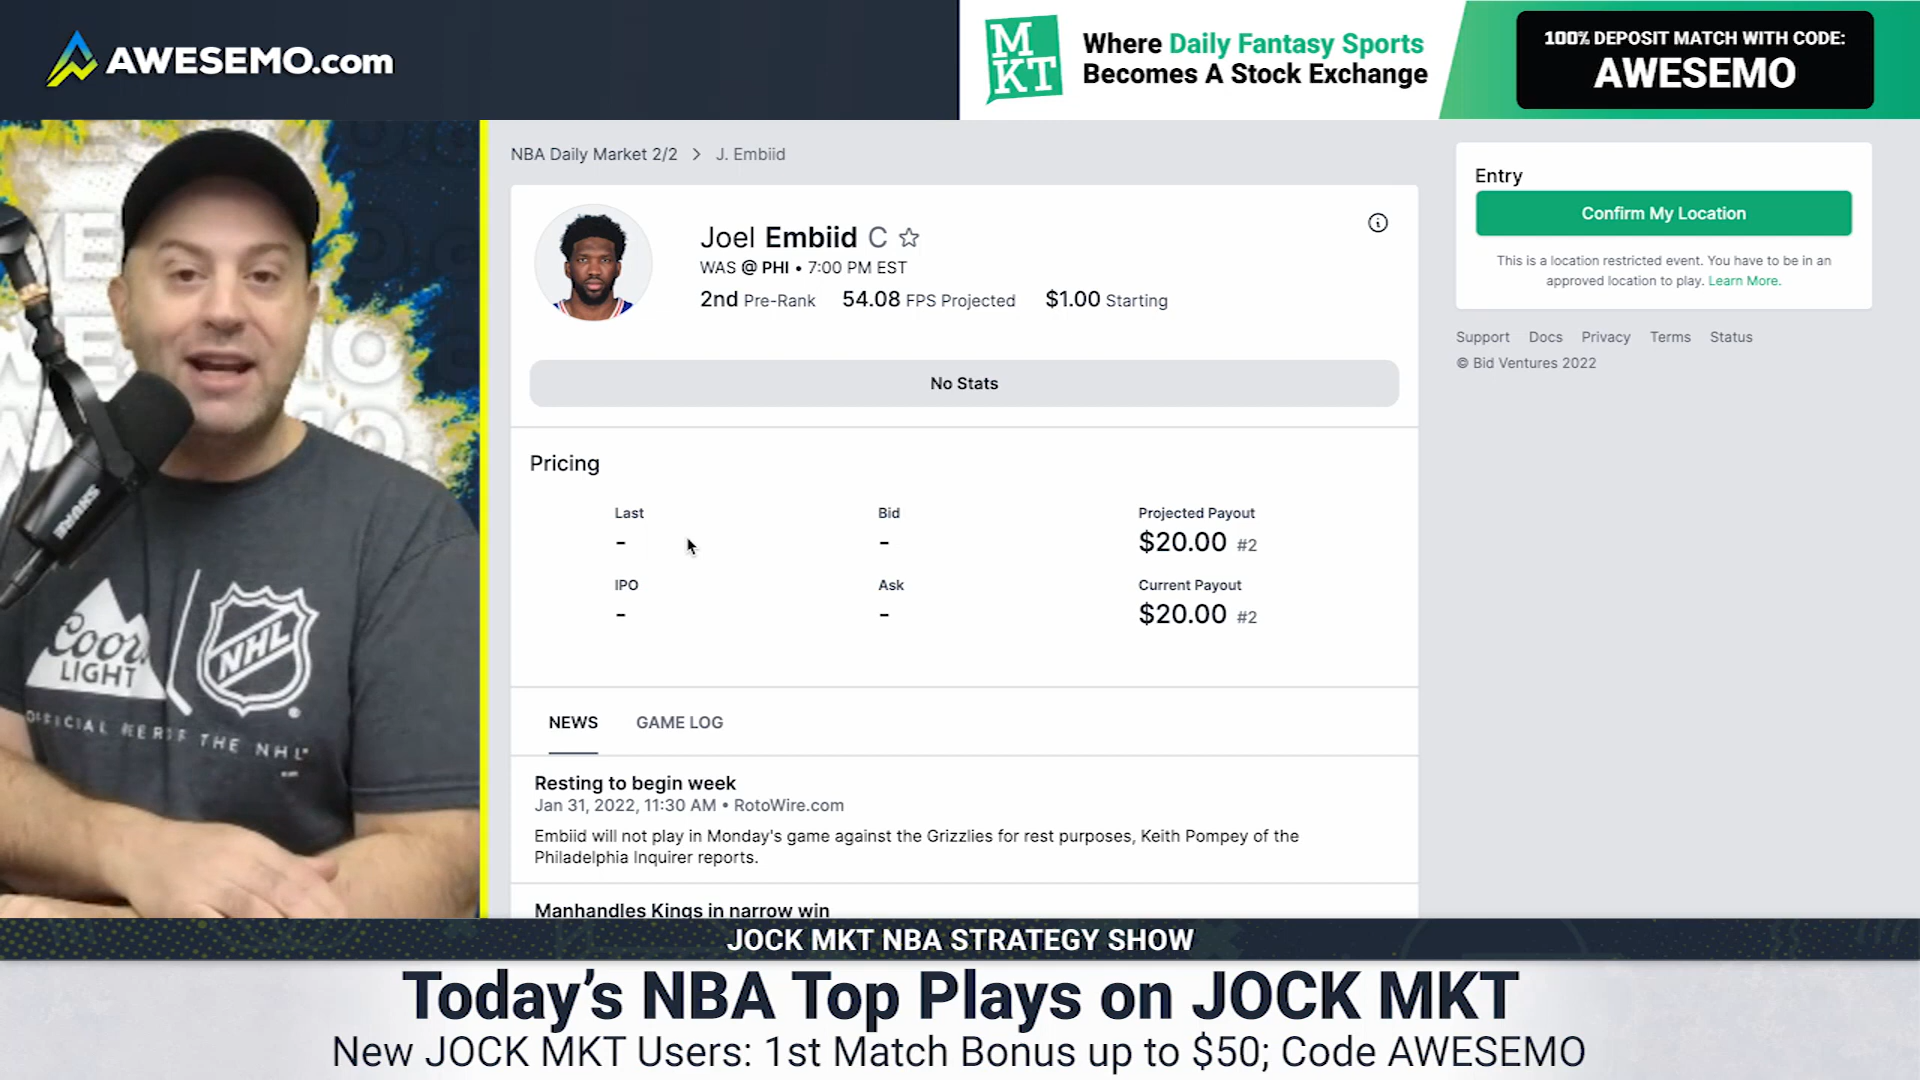 AWESEMO.com
MKT
Where Daily Fantasy Sports
Becomes A Stock Exchange
100% DEPOSIT MATCH WITH CODE:
AWESEMO
NBA Daily Market 2/2 > J. Embiid
Joel Embiid C
WAS @ PHI • 7:00 PM EST
2nd Pre-Rank 54.08 FPS Projected $1.00 Starting
No Stats
Pricing
Last Bid Projected Payout
- - $20.00 #2
IPO Ask Current Payout
- - $20.00 #2
NEWS GAME LOG
Resting to begin week
Jan 31, 2022, 11:30 AM • RotoWire.com
Embiid will not play in Monday's game against the Grizzlies for rest purposes, Keith Pompey of the
Philadelphia Inquirer reports.
Manhandles Kings in narrow win
Entry
Confirm My Location
This is a location restricted event. You have to be in an
approved location to play. Learn More.
Support Docs Privacy Terms Status
© Bid Ventures 2022
SHURE
Coors
LIGHT
NHL
OFFICIAL BEER OF THE NHL
JOCK MKT NBA STRATEGY SHOW
Today's NBA Top Plays on JOCK MKT
New JOCK MKT Users: 1st Match Bonus up to $50; Code AWESEMO